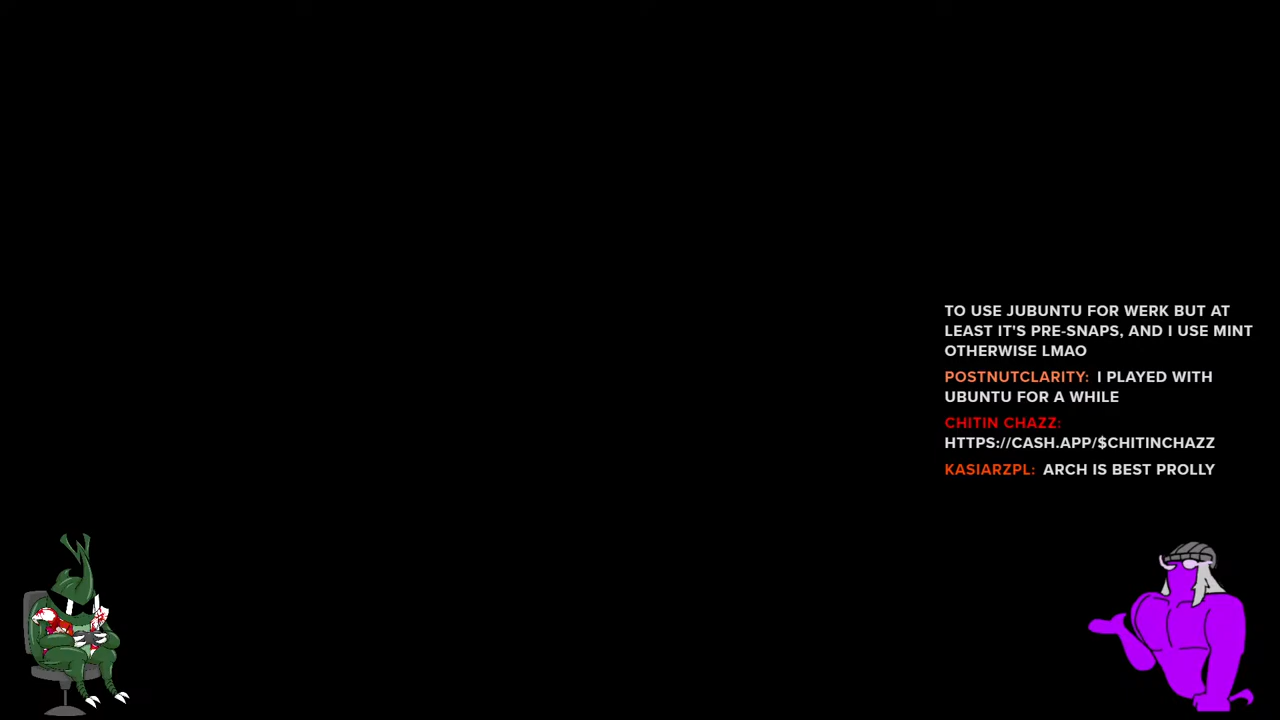 TO USE JUBUNTU FOR WERK BUT AT
LEAST IT'S PRE-SNAPS, AND I USE MINT
OTHERWISE LMAO
POSTNUTCLARITY: I PLAYED WITH
UBUNTU FOR A WHILE
CHITIN CHAZZ:
HTTPS://CASH.APP/$CHITINCHAZZ
KASIARZPL: ARCH IS BEST PROLLY